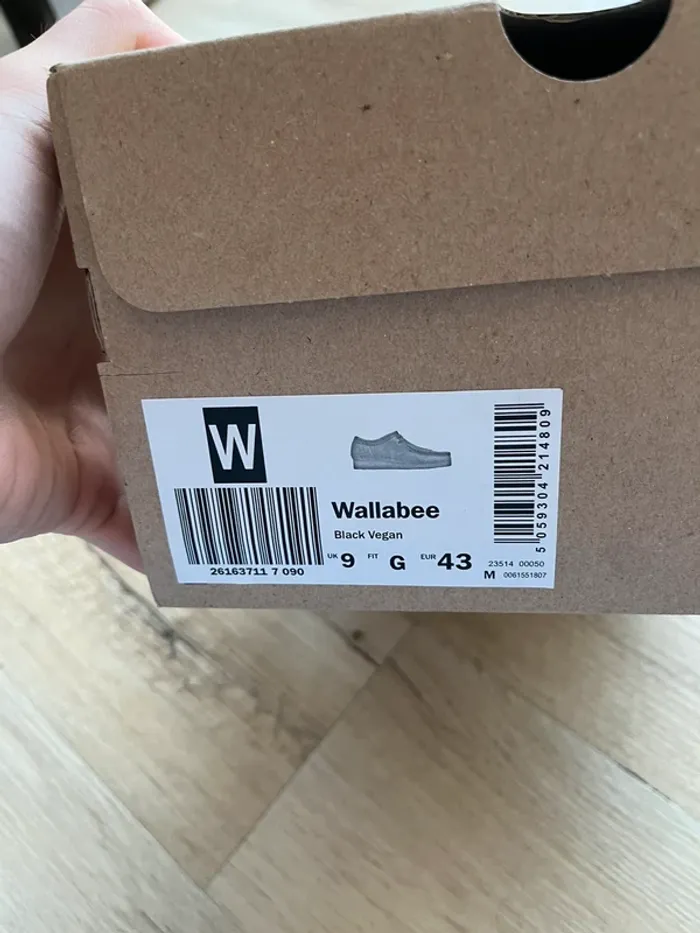 W
Wallabee
Black Vegan
26163711 7 090
UK 9 FIT G EUR 43
23514 00050
M 0061551807
5 059304 214809